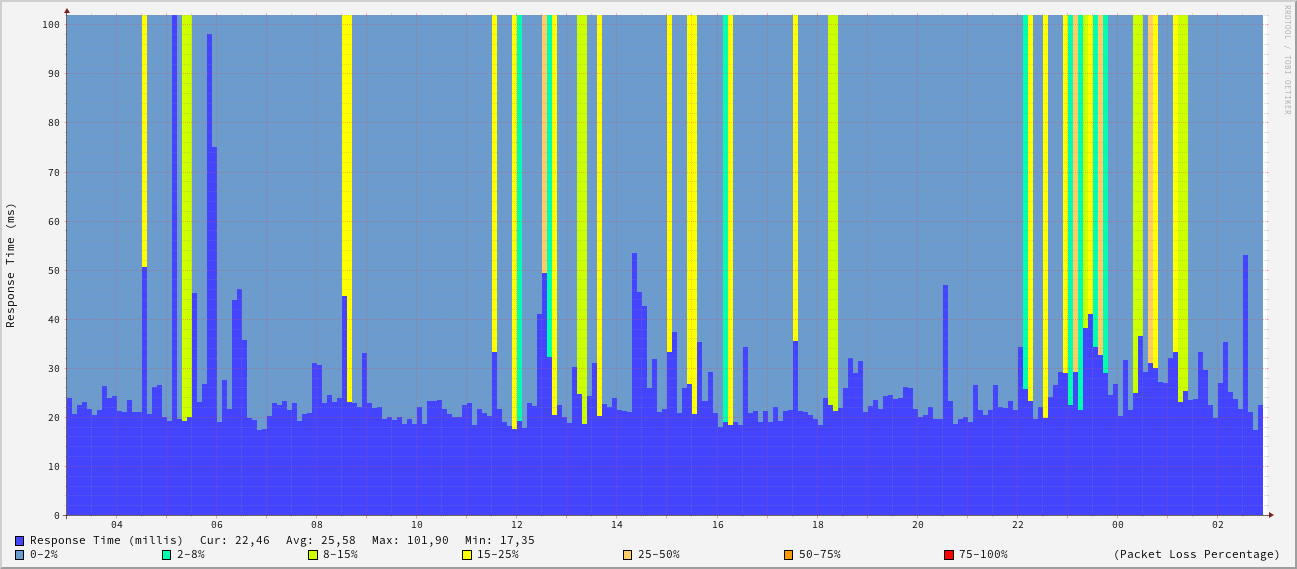 RRDTOOL / TOBI OETIKER
Response Time (ms)
100
90
80
70
60
50
40
30
20
10
0
04 06 08 10 12 14 16 18 20 22 00 02
Response Time (millis) Cur: 22,46 Avg: 25,58 Max: 101,90 Min: 17,35
0-2% 2-8% 8-15% 15-25% 25-50% 50-75% 75-100% (Packet Loss Percentage)